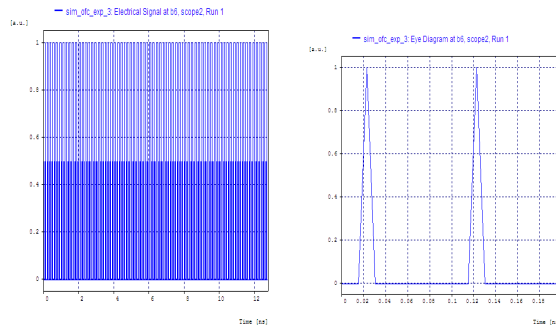 sim_ofc_exp_3: Electrical Signal at b6, scope2, Run 1
[a.u.]
1
0.8
0.6
0.4
0.2
0
0 2 4 6 8 10 12
Time [ns]
sim_ofc_exp_3: Eye Diagram at b6, scope2, Run 1
[a.u.]
1
0.8
0.6
0.4
0.2
0
0 0.02 0.04 0.06 0.08 0.1 0.12 0.14 0.16 0.18
Time [n